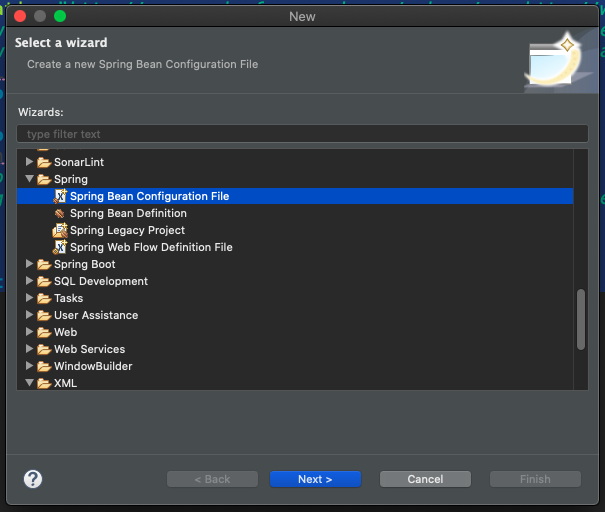 New
Select a wizard
Create a new Spring Bean Configuration File
Wizards:
type filter text
SonarLint
Spring
Spring Bean Configuration File
Spring Bean Definition
Spring Legacy Project
Spring Web Flow Definition File
Spring Boot
SQL Development
Tasks
User Assistance
Web
Web Services
WindowBuilder
XML
? < Back Next > Cancel Finish